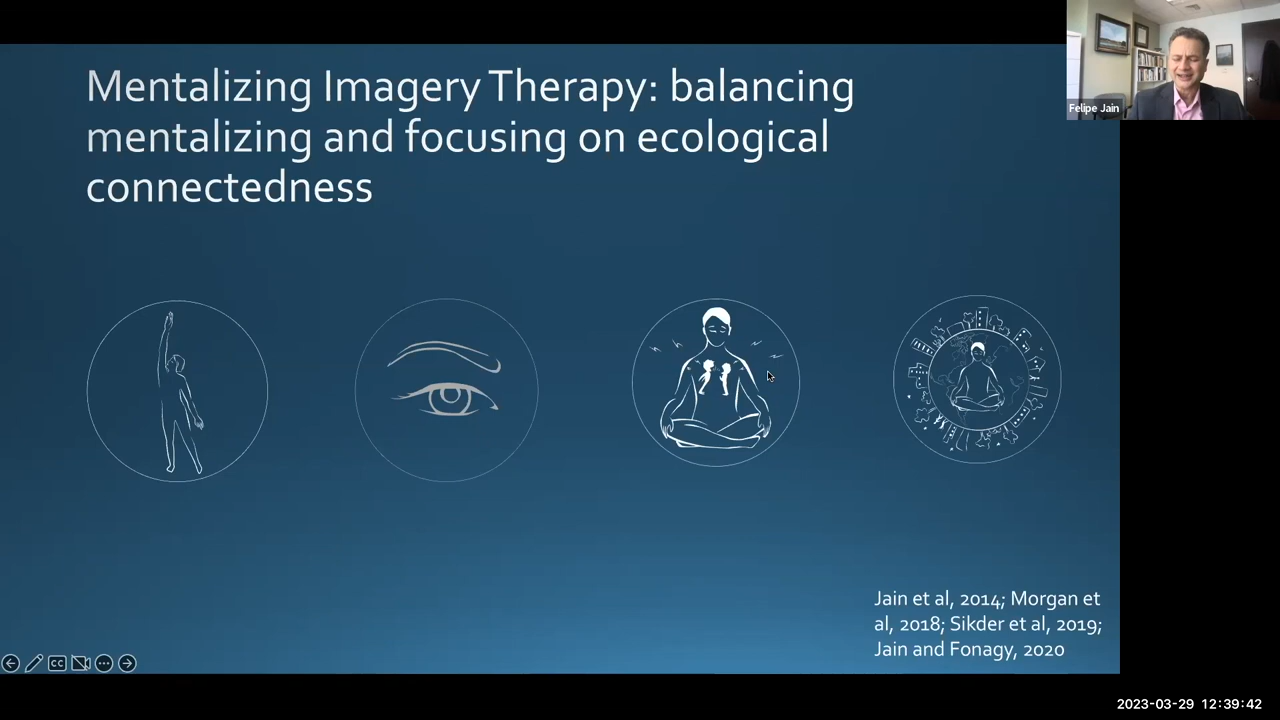 Mentalizing Imagery Therapy: balancing
mentalizing and focusing on ecological
connectedness
Felipe Jain
Jain et al, 2014; Morgan et
al, 2018; Sikder et al, 2019;
Jain and Fonagy, 2020
CC
2023-03-29 12:39:42